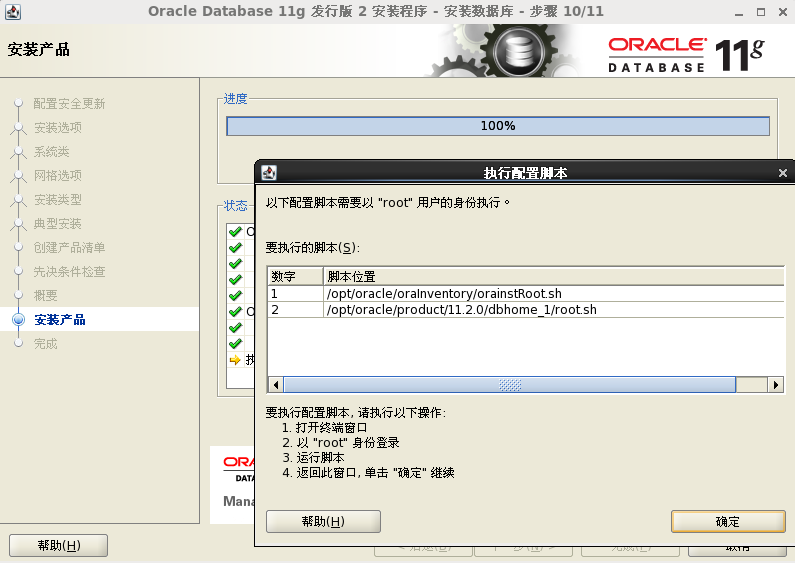 Oracle Database 11g 发行版 2 安装程序 - 安装数据库 - 步骤 10/11
安装产品
ORACLE
DATABASE
11g
配置安全更新
安装选项
系统类
网格选项
安装类型
典型安装
创建产品清单
先决条件检查
概要
安装产品
完成
进度
100%
状态
执行配置脚本
以下配置脚本需要以 "root" 用户的身份执行。
要执行的脚本(S):
数字 脚本位置
1 /opt/oracle/oraInventory/orainstRoot.sh
2 /opt/oracle/product/11.2.0/dbhome_1/root.sh
要执行配置脚本, 请执行以下操作:
1. 打开终端窗口
2. 以 "root" 身份登录
3. 运行脚本
4. 返回此窗口, 单击 "确定" 继续
帮助(H)
确定
帮助(H)